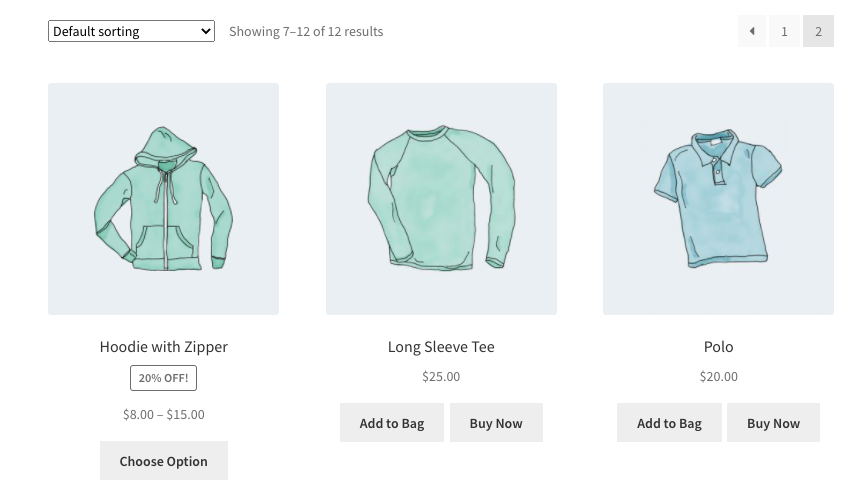 Default sorting Showing 7–12 of 12 results 1 2
Hoodie with Zipper Long Sleeve Tee Polo
20% OFF! $25.00 $20.00
$8.00 – $15.00 Add to Bag Buy Now Add to Bag Buy Now
Choose Option